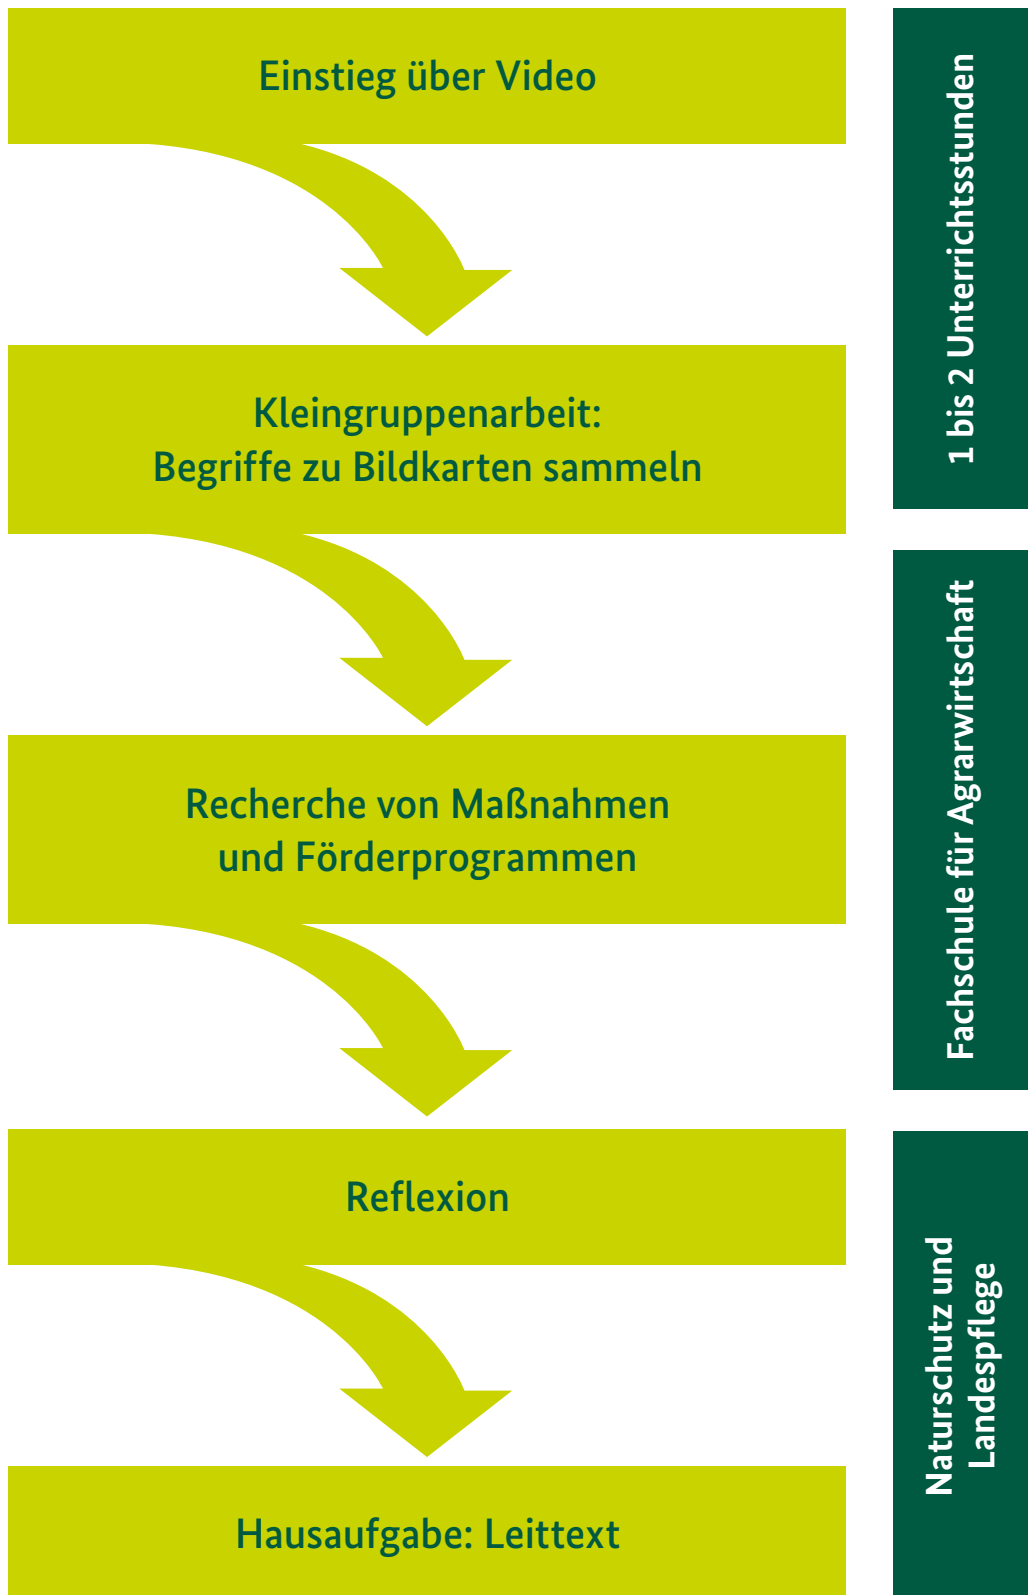 Einstieg über Video
Kleingruppenarbeit:
Begriffe zu Bildkarten sammeln
Recherche von Maßnahmen
und Förderprogrammen
Reflexion
Hausaufgabe: Leittext
1 bis 2 Unterrichtsstunden
Fachschule für Agrarwirtschaft
Naturschutz und
Landespflege